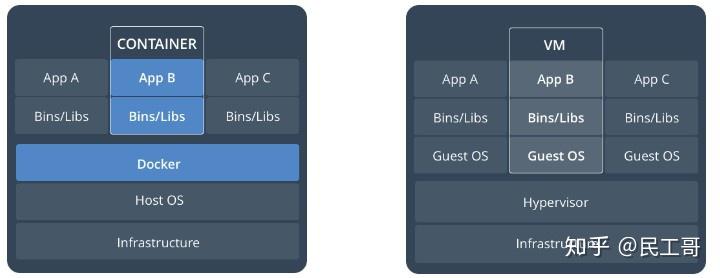 CONTAINER
App A
App B
App C
Bins/Libs
Bins/Libs
Bins/Libs
Docker
Host OS
Infrastructure
VM
App A
App B
App C
Bins/Libs
Bins/Libs
Bins/Libs
Guest OS
Guest OS
Guest OS
Hypervisor
Infrastructure
知乎 @民工哥